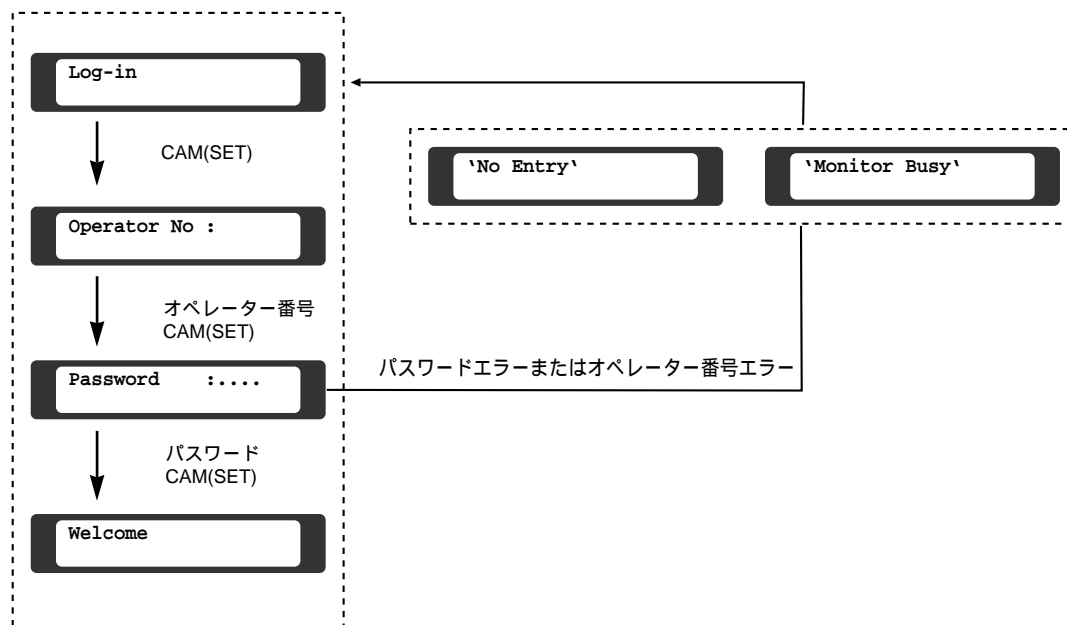 Log-in
CAM(SET)
‵No Entry‵
‵Monitor Busy‵
Operator No :
オペレーター番号
CAM(SET)
Password :....
パスワードエラーまたはオペレーター番号エラー
パスワード
CAM(SET)
Welcome